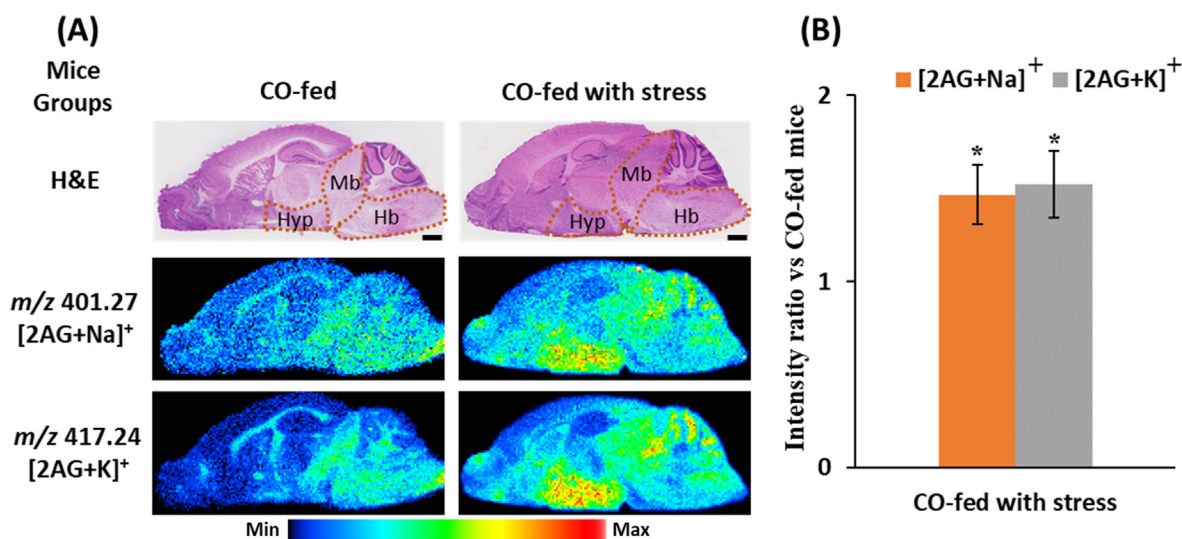 (A)
Mice
Groups
CO-fed
CO-fed with stress
H&E
Mb
Hyp
Hb
Mb
Hyp
Hb
m/z 401.27
[2AG+Na]+
m/z 417.24
[2AG+K]+
Min
Max
(B)
[2AG+Na]+ [2AG+K]+
Intensity ratio vs CO-fed mice
2
1
0
*
*
CO-fed with stress